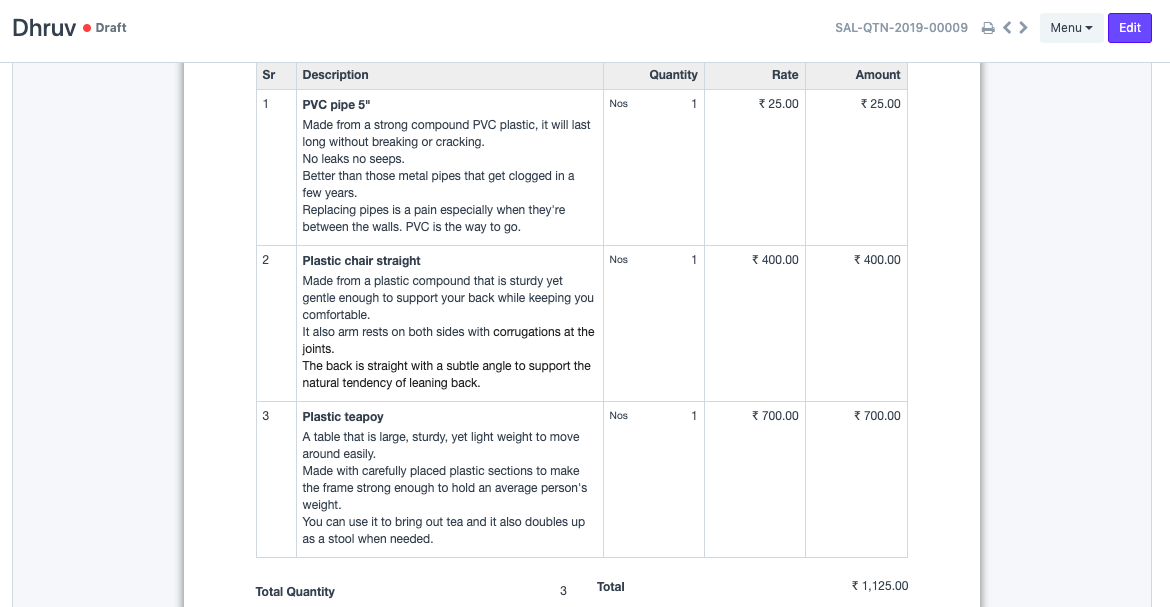 Dhruv Draft SAL-QTN-2019-00009 Menu Edit
Sr Description Quantity Rate Amount
1 PVC pipe 5" Nos 1 ₹ 25.00 ₹ 25.00
Made from a strong compound PVC plastic, it will last
long without breaking or cracking.
No leaks no seeps.
Better than those metal pipes that get clogged in a
few years.
Replacing pipes is a pain especially when they're
between the walls. PVC is the way to go.
2 Plastic chair straight Nos 1 ₹ 400.00 ₹ 400.00
Made from a plastic compound that is sturdy yet
gentle enough to support your back while keeping you
comfortable.
It also arm rests on both sides with corrugations at the
joints.
The back is straight with a subtle angle to support the
natural tendency of leaning back.
3 Plastic teapoy Nos 1 ₹ 700.00 ₹ 700.00
A table that is large, sturdy, yet light weight to move
around easily.
Made with carefully placed plastic sections to make
the frame strong enough to hold an average person's
weight.
You can use it to bring out tea and it also doubles up
as a stool when needed.
Total Quantity 3 Total ₹ 1,125.00